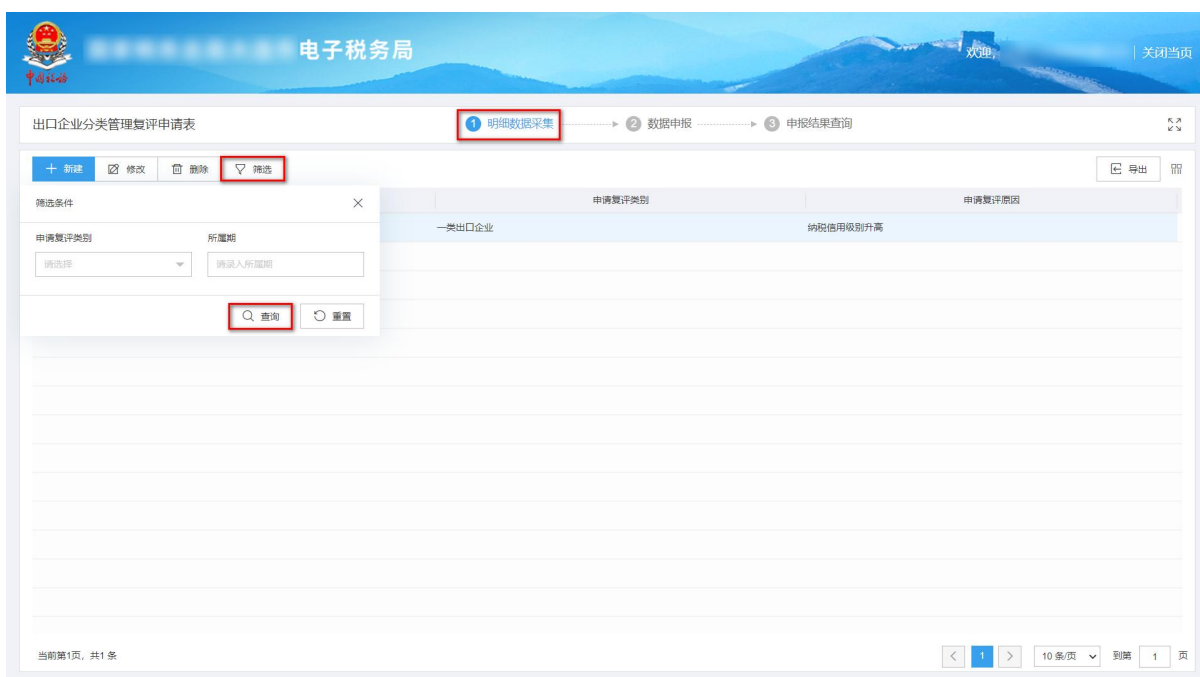 中国税务
电子税务局
欢迎,
关闭当页
出口企业分类管理复评申请表
1 明细数据采集 2 数据申报 3 申报结果查询
新建 修改 删除 筛选 导出
筛选条件
申请复评类别 申请复评原因
申请复评类别 所属期
一类出口企业 纳税信用级别升高
请选择 请录入所属期
查询 重置
当前第1页, 共1 条
1 10 条/页 到第 1 页